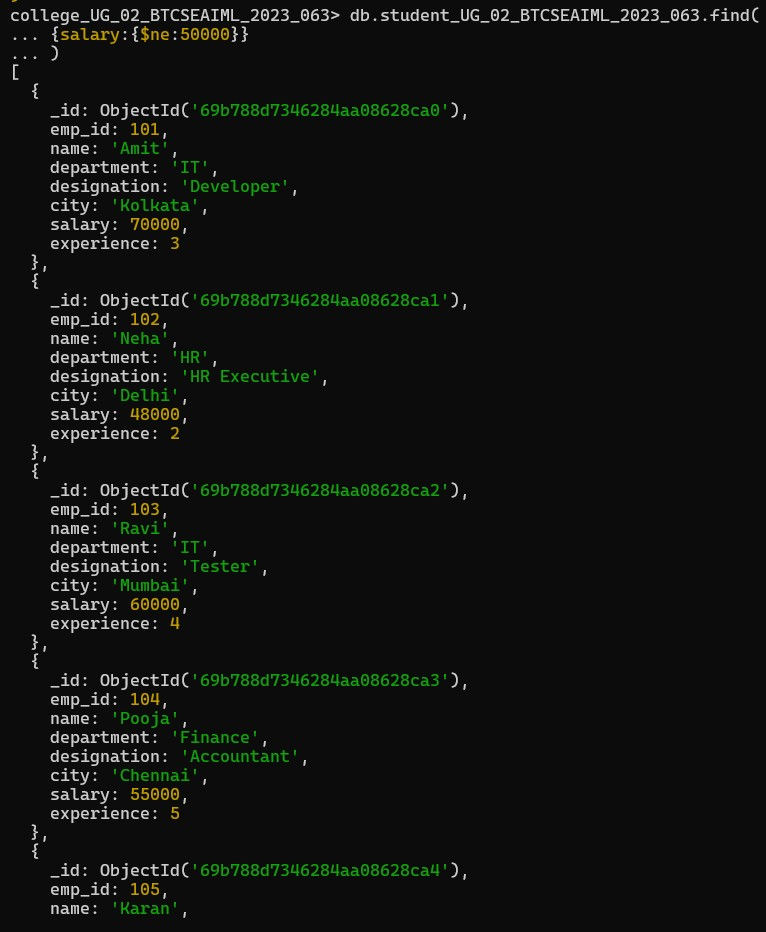 college_UG_02_BTCSEAIML_2023_063> db.student_UG_02_BTCSEAIML_2023_063.find(
... {salary:{$ne:50000}}
... )
[
  {
    _id: ObjectId('69b788d7346284aa08628ca0'),
    emp_id: 101,
    name: 'Amit',
    department: 'IT',
    designation: 'Developer',
    city: 'Kolkata',
    salary: 70000,
    experience: 3
  },
  {
    _id: ObjectId('69b788d7346284aa08628ca1'),
    emp_id: 102,
    name: 'Neha',
    department: 'HR',
    designation: 'HR Executive',
    city: 'Delhi',
    salary: 48000,
    experience: 2
  },
  {
    _id: ObjectId('69b788d7346284aa08628ca2'),
    emp_id: 103,
    name: 'Ravi',
    department: 'IT',
    designation: 'Tester',
    city: 'Mumbai',
    salary: 60000,
    experience: 4
  },
  {
    _id: ObjectId('69b788d7346284aa08628ca3'),
    emp_id: 104,
    name: 'Pooja',
    department: 'Finance',
    designation: 'Accountant',
    city: 'Chennai',
    salary: 55000,
    experience: 5
  },
  {
    _id: ObjectId('69b788d7346284aa08628ca4'),
    emp_id: 105,
    name: 'Karan',